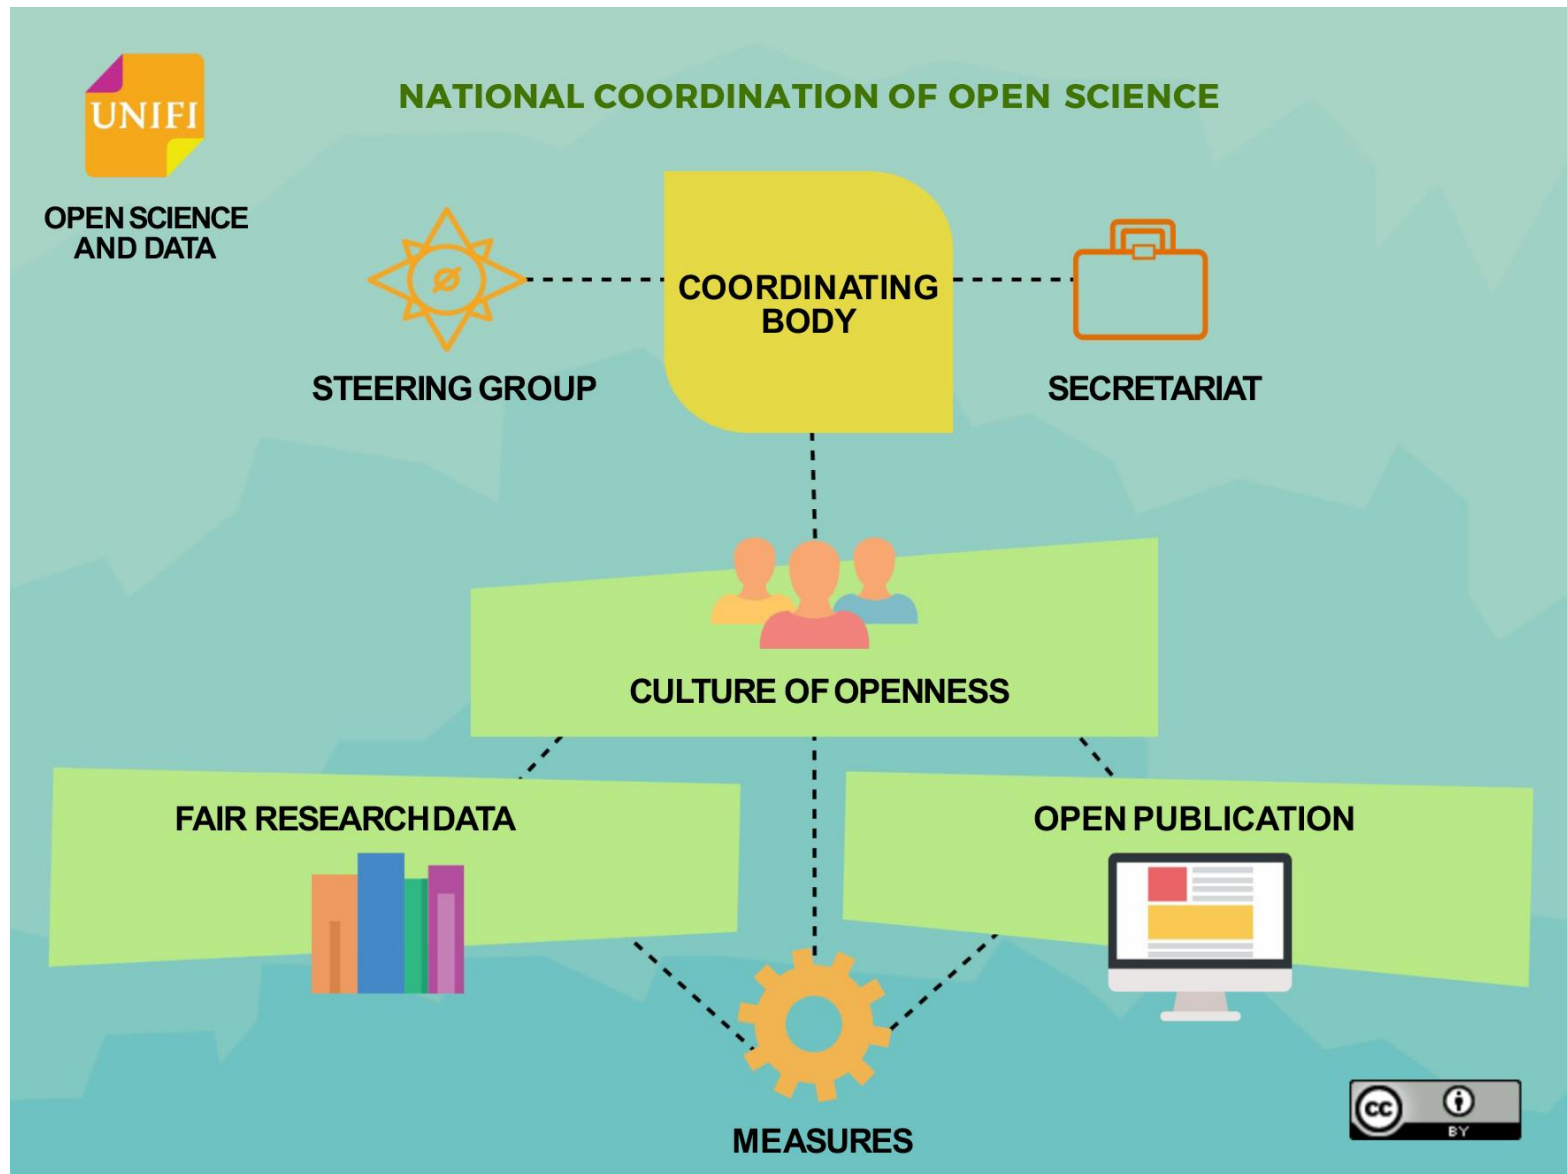 UNIFI
OPEN SCIENCE
AND DATA
NATIONAL COORDINATION OF OPEN SCIENCE
COORDINATING
BODY
STEERING GROUP
SECRETARIAT
CULTURE OF OPENNESS
FAIR RESEARCH DATA
OPEN PUBLICATION
MEASURES
cc
BY